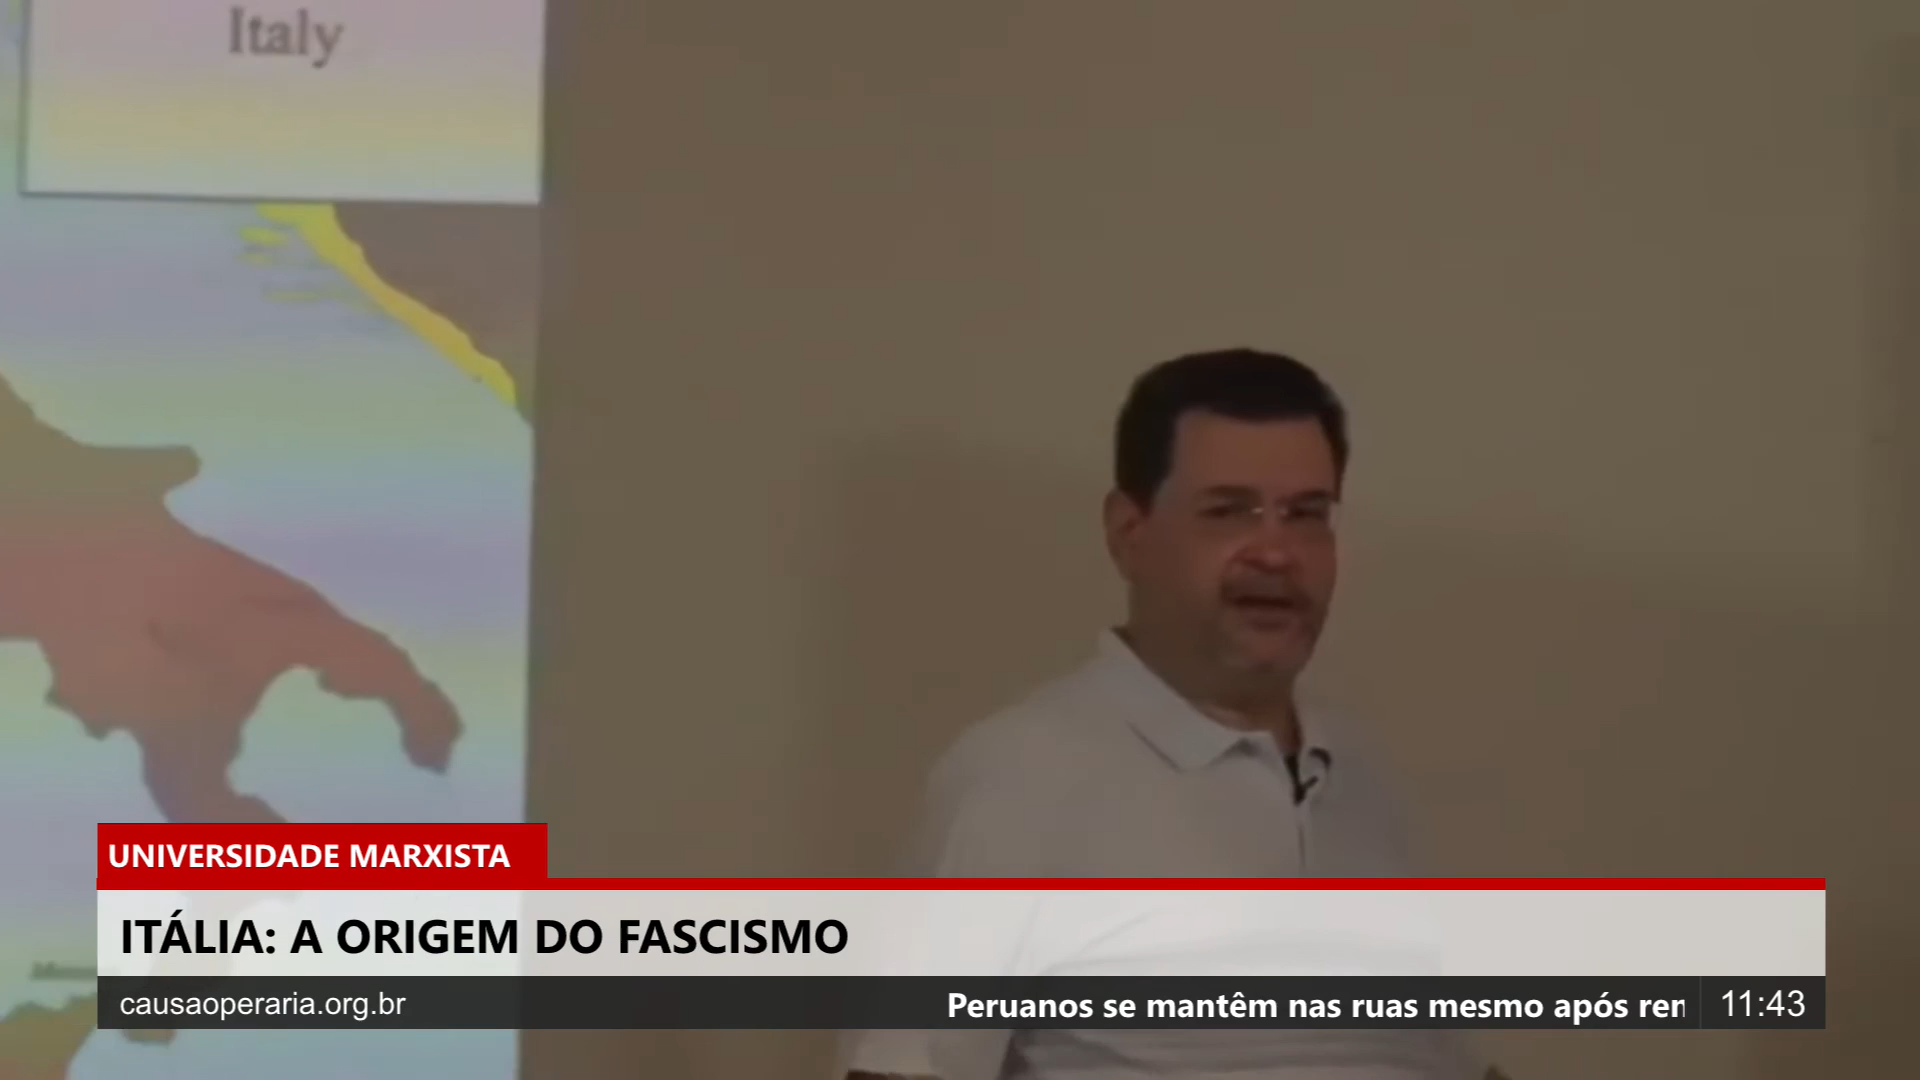 Italy
UNIVERSIDADE MARXISTA
ITÁLIA: A ORIGEM DO FASCISMO
causaoperaria.org.br
Peruanos se mantêm nas ruas mesmo após ren
11:43